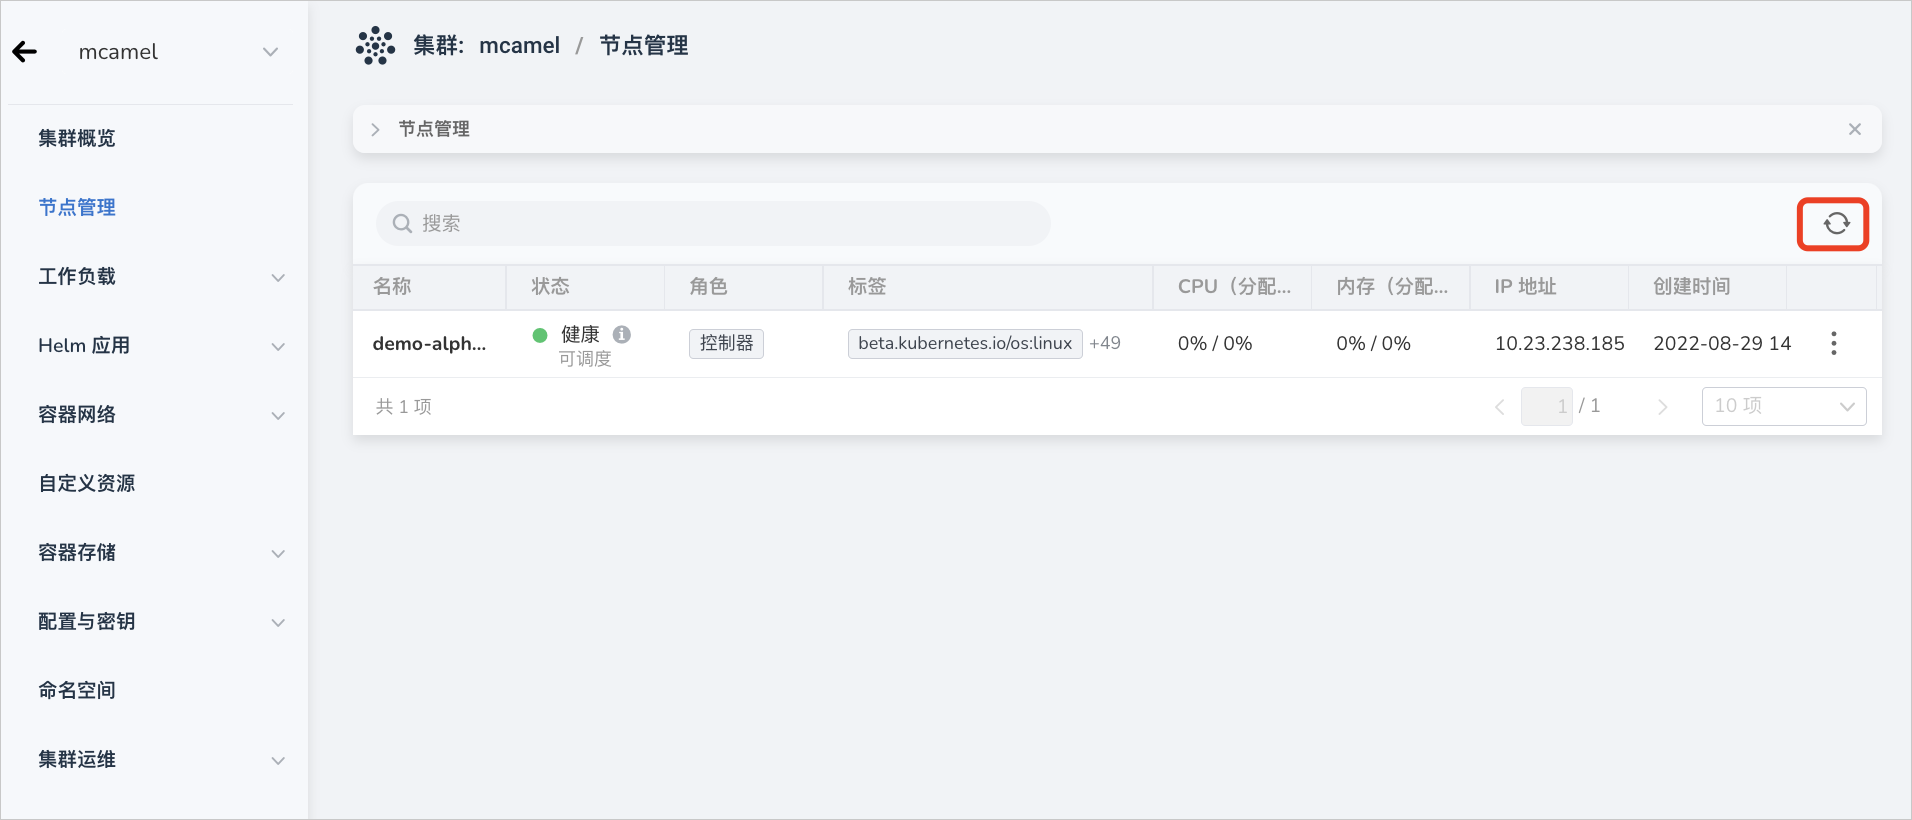 mcamel
集群概览
节点管理
工作负载
Helm 应用
容器网络
自定义资源
容器存储
配置与密钥
命名空间
集群运维
集群: mcamel / 节点管理
节点管理
搜索
名称 状态 角色 标签 CPU（分配... 内存（分配... IP 地址 创建时间
demo-alph... 健康 控制器 beta.kubernetes.io/os:linux +49 0% / 0% 0% / 0% 10.23.238.185 2022-08-29 14
可调度
共 1 项 1 / 1 10 项